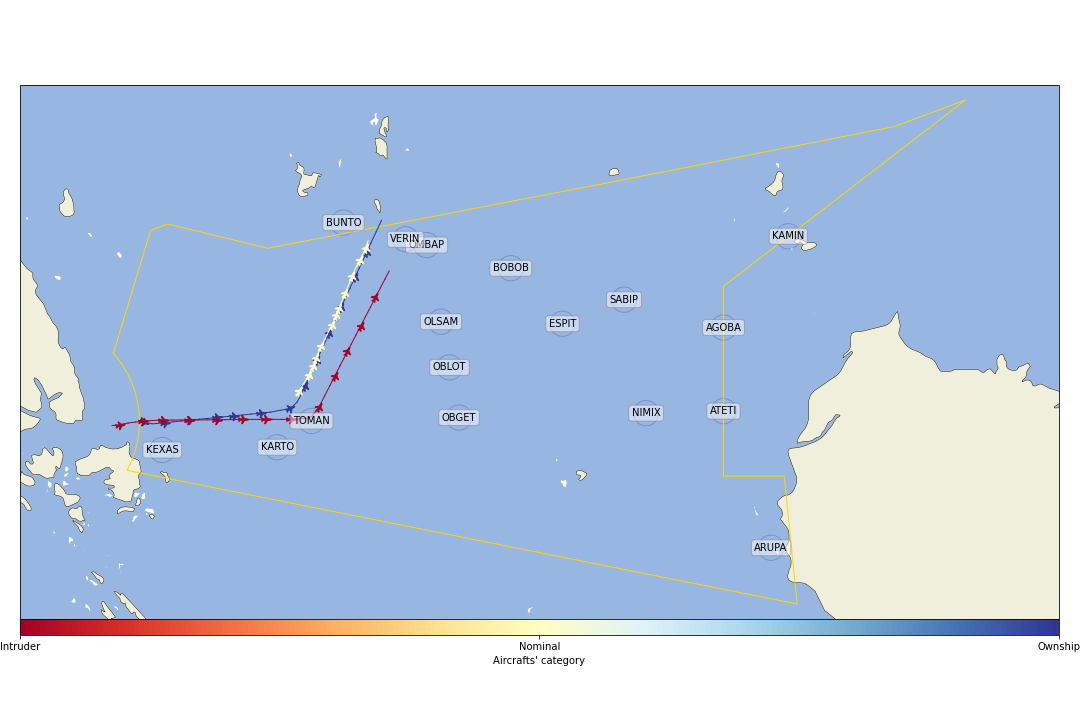 BUNTO
KAMIN
VERIN
OMBAP
BOBOB
SABIP
OLSAM
ESPIT
AGOBA
OBLOT
NIMIX
ATETI
OBGET
TOMAN
KEXAS
KARTO
ARUPA
Intruder
Nominal
Ownship
Aircrafts' category